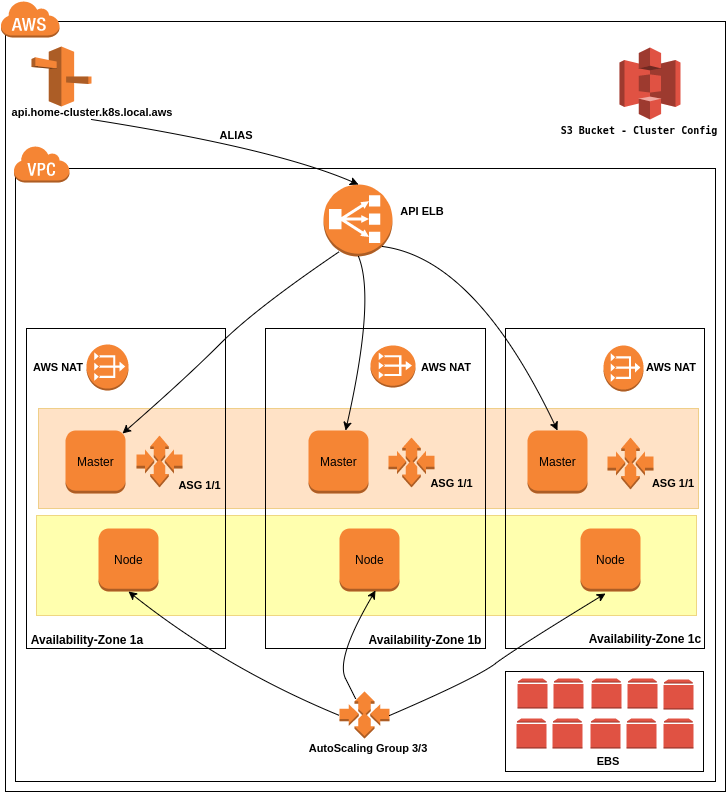 AWS
api.home-cluster.k8s.local.aws
ALIAS
S3 Bucket - Cluster Config
VPC
API ELB
AWS NAT
AWS NAT
AWS NAT
Master
ASG 1/1
Master
ASG 1/1
Master
ASG 1/1
Node
Node
Node
Availability-Zone 1a
Availability-Zone 1b
Availability-Zone 1c
AutoScaling Group 3/3
EBS